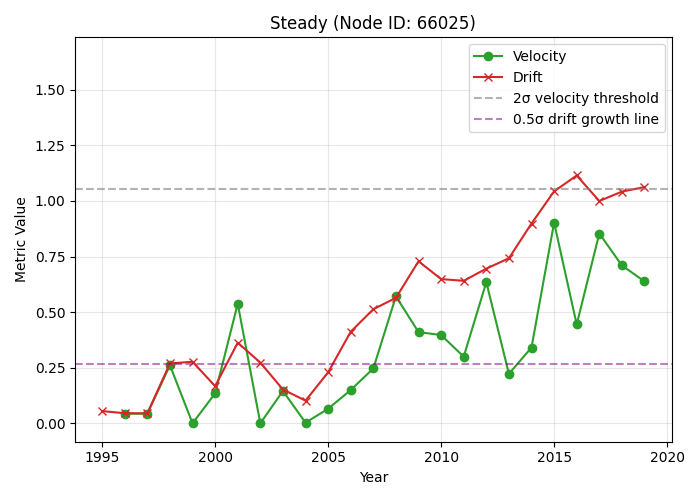 Steady (Node ID: 66025)
Velocity
Drift
2σ velocity threshold
0.5σ drift growth line
Metric Value
1.50
1.25
1.00
0.75
0.50
0.25
0.00
1995 2000 2005 2010 2015 2020
Year